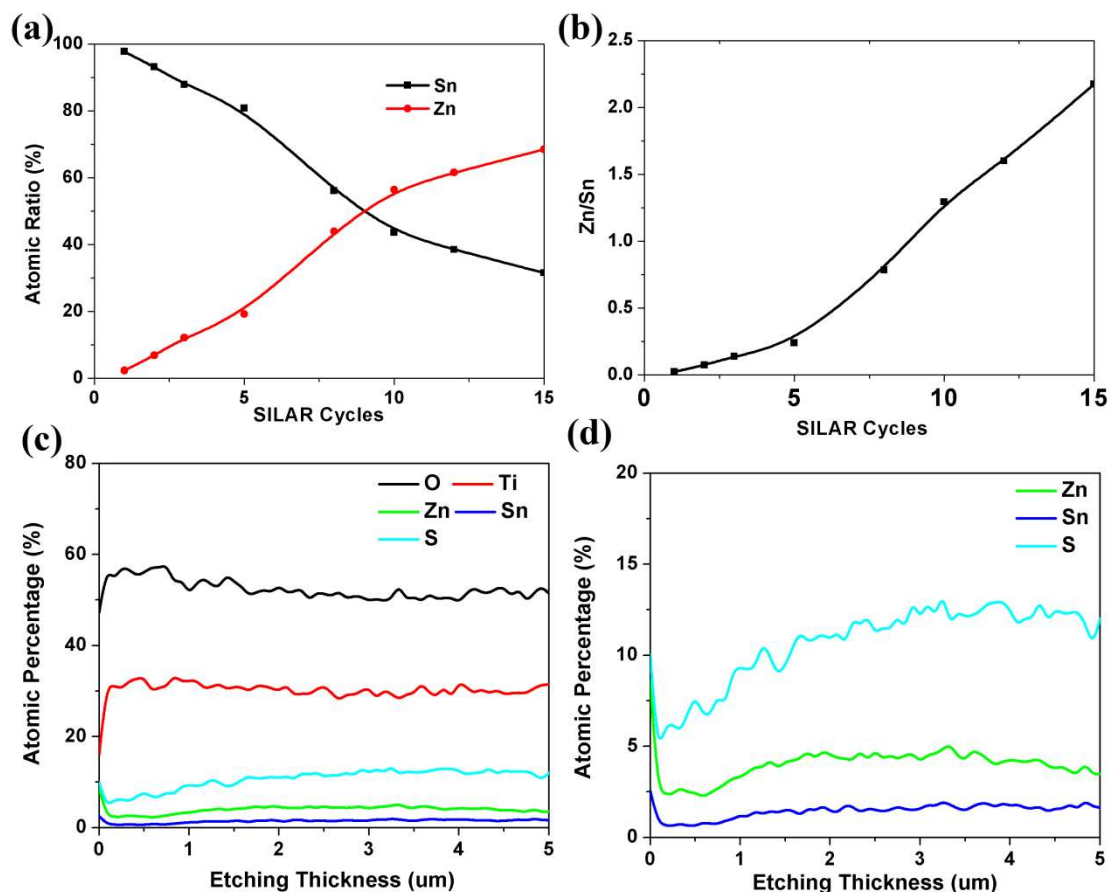 (a)
Atomic Ratio (%)
100
80
60
40
20
0
Sn
Zn
0
5
10
15
SILAR Cycles
(b)
Zn/Sn
2.5
2.0
1.5
1.0
0.5
0.0
0
5
10
15
SILAR Cycles
(c)
Atomic Percentage (%)
80
60
40
20
0
O Ti
Zn Sn
S
0
1
2
3
4
5
Etching Thickness (um)
(d)
Atomic Percentage (%)
20
15
10
5
0
Zn
Sn
S
0
1
2
3
4
5
Etching Thickness (um)